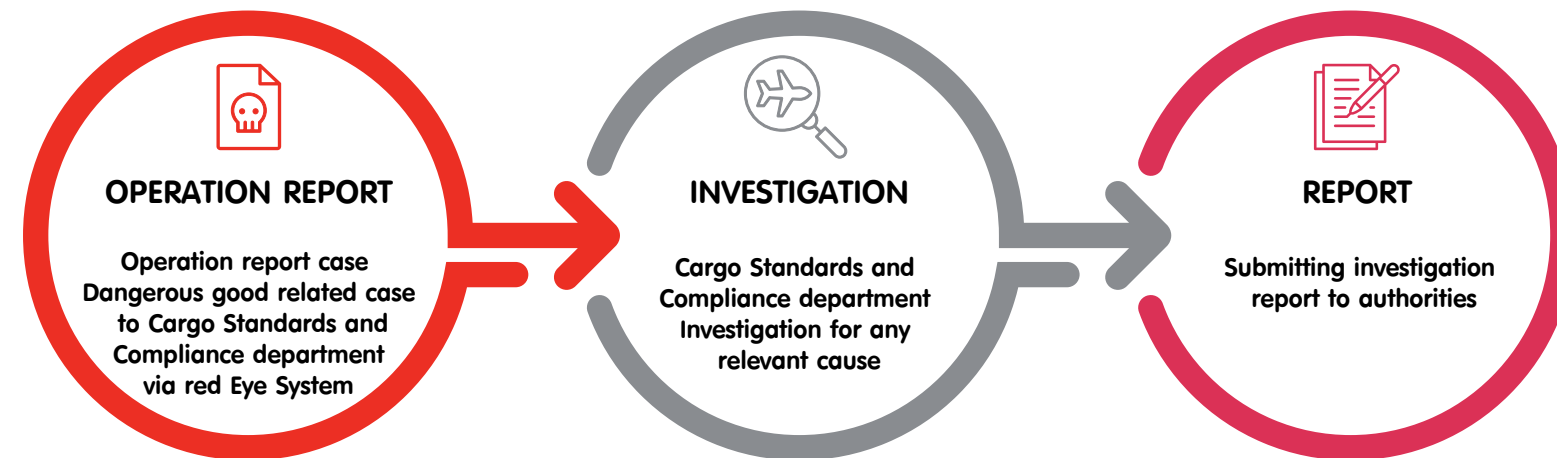 OPERATION REPORT
Operation report case
Dangerous good related case
to Cargo Standards and
Compliance department
via red Eye System
INVESTIGATION
Cargo Standards and
Compliance department
Investigation for any
relevant cause
REPORT
Submitting investigation
report to authorities